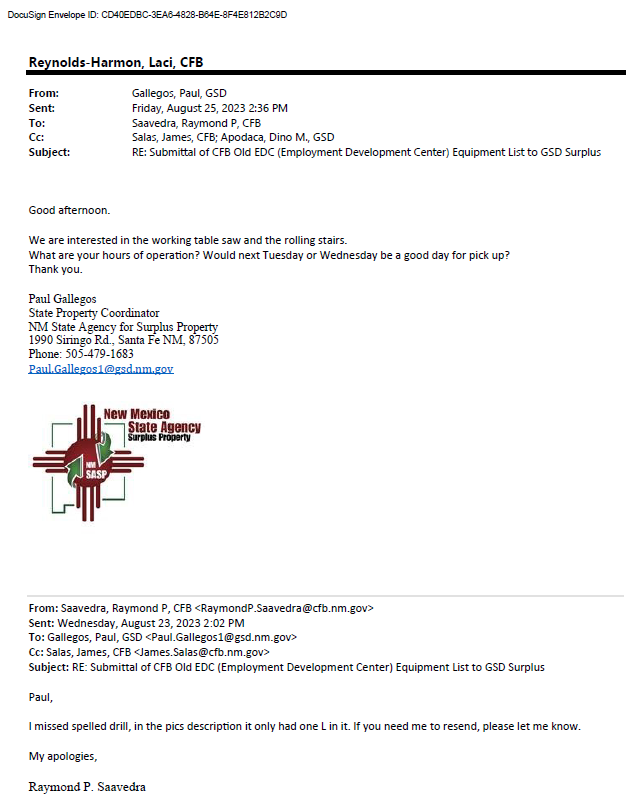 DocuSign Envelope ID: CD40EDBC-3EA6-4828-B64E-8F4E812B2C9D
Reynolds-Harmon, Laci, CFB
From: Gallegos, Paul, GSD
Sent: Friday, August 25, 2023 2:36 PM
To: Saavedra, Raymond P, CFB
Cc: Salas, James, CFB; Apodaca, Dino M., GSD
Subject: RE: Submittal of CFB Old EDC (Employment Development Center) Equipment List to GSD Surplus
Good afternoon.
We are interested in the working table saw and the rolling stairs.
What are your hours of operation? Would next Tuesday or Wednesday be a good day for pick up?
Thank you.
Paul Gallegos
State Property Coordinator
NM State Agency for Surplus Property
1990 Siringo Rd., Santa Fe NM, 87505
Phone: 505-479-1683
Paul.Gallegos1@gsd.nm.gov
New Mexico
State Agency
Surplus Property
NM
SASP
From: Saavedra, Raymond P, CFB <RaymondP.Saavedra@cfb.nm.gov>
Sent: Wednesday, August 23, 2023 2:02 PM
To: Gallegos, Paul, GSD <Paul.Gallegos1@gsd.nm.gov>
Cc: Salas, James, CFB <James.Salas@cfb.nm.gov>
Subject: RE: Submittal of CFB Old EDC (Employment Development Center) Equipment List to GSD Surplus
Paul,
I missed spelled drill, in the pics description it only had one L in it. If you need me to resend, please let me know.
My apologies,
Raymond P. Saavedra